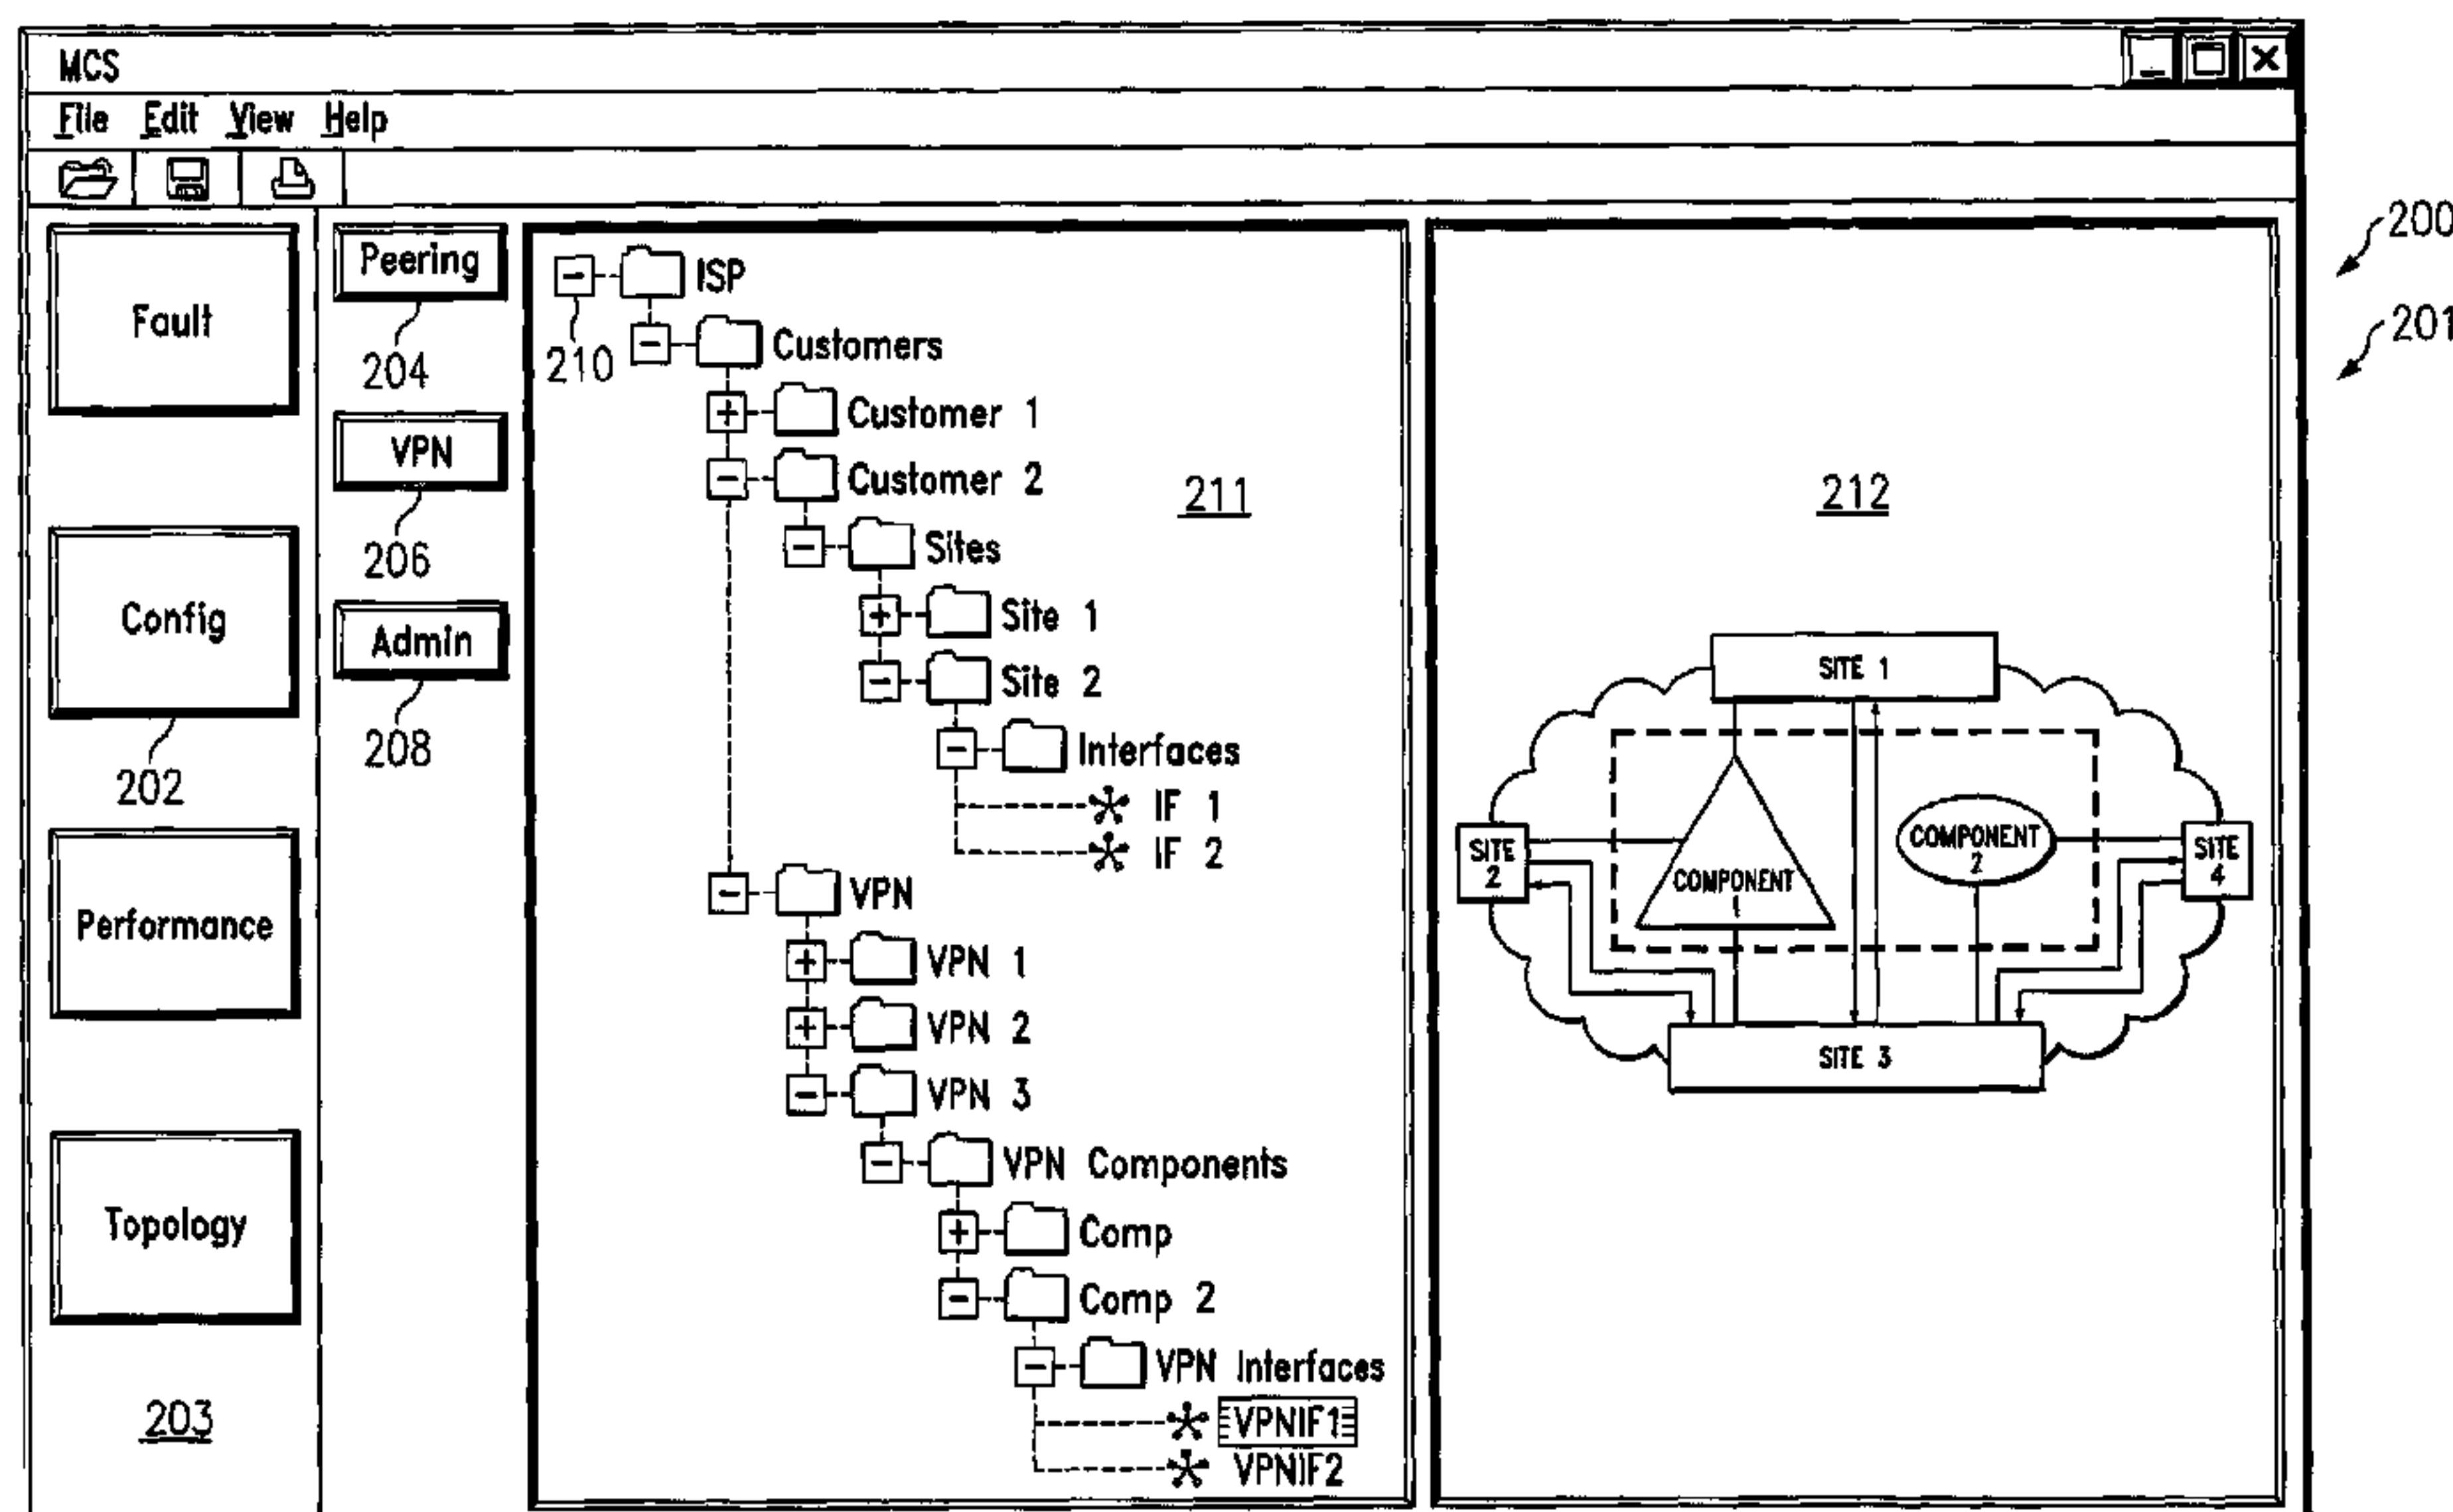 MCS
File Edit View Help
Fault
Config
202
Performance
Topology
203
Peering
204
VPN
206
Admin
208
ISP
210
Customers
Customer 1
Customer 2
211
Sites
Site 1
Site 2
Interfaces
IF 1
IF 2
VPN
VPN 1
VPN 2
VPN 3
VPN Components
Comp
Comp 2
VPN Interfaces
VPNIF1
VPNIF2
212
SITE 1
SITE
2
COMPONENT
1
COMPONENT
2
SITE
4
SITE 3
200
201